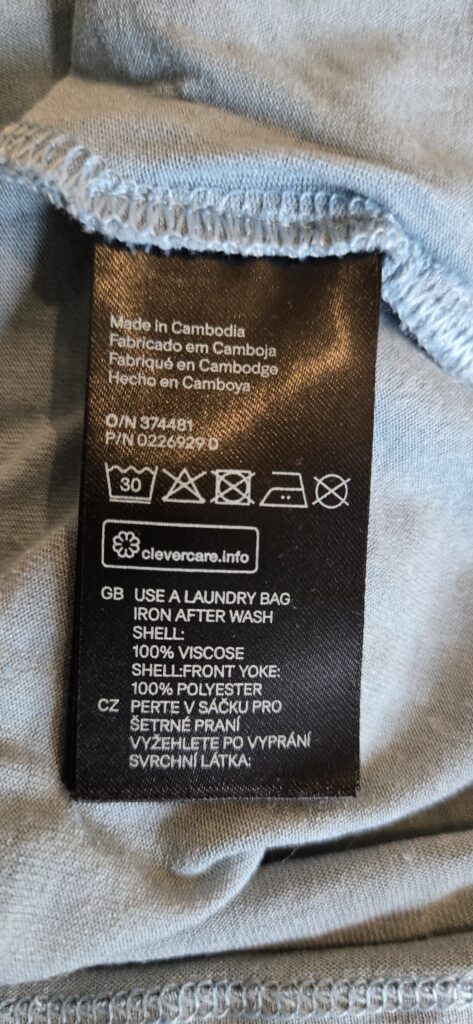 Made in Cambodia
Fabricado em Camboja
Fabriqué en Cambodge
Hecho en Camboya
O/N 374481
P/N 0226929 D
30
clevercare.info
GB USE A LAUNDRY BAG
IRON AFTER WASH
SHELL:
100% VISCOSE
SHELL:FRONT YOKE:
100% POLYESTER
CZ PERTE V SÁČKU PRO
ŠETRNÉ PRANÍ
VYŽEHLETE PO VYPRÁNÍ
SVRCHNÍ LÁTKA: